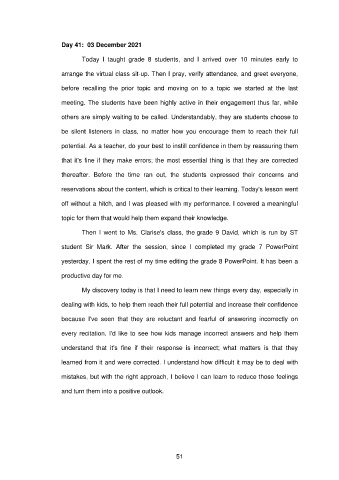 Day 41:  03 December 2021
Today I taught grade 8 students, and I arrived over 10 minutes early to
arrange the virtual class sit-up. Then I pray, verify attendance, and greet everyone,
before recalling the prior topic and moving on to a topic we started at the last
meeting. The students have been highly active in their engagement thus far, while
others are simply waiting to be called. Understandably, they are students choose to
be silent listeners in class, no matter how you encourage them to reach their full
potential. As a teacher, do your best to instill confidence in them by reassuring them
that it's fine if they make errors; the most essential thing is that they are corrected
thereafter. Before the time ran out, the students expressed their concerns and
reservations about the content, which is critical to their learning. Today's lesson went
off without a hitch, and I was pleased with my performance. I covered a meaningful
topic for them that would help them expand their knowledge.
Then I went to Ms. Clarise's class, the grade 9 David, which is run by ST
student Sir Mark. After the session, since I completed my grade 7 PowerPoint
yesterday. I spent the rest of my time editing the grade 8 PowerPoint. It has been a
productive day for me.
My discovery today is that I need to learn new things every day, especially in
dealing with kids, to help them reach their full potential and increase their confidence
because I've seen that they are reluctant and fearful of answering incorrectly on
every recitation. I'd like to see how kids manage incorrect answers and help them
understand that it's fine if their response is incorrect; what matters is that they
learned from it and were corrected. I understand how difficult it may be to deal with
mistakes, but with the right approach, I believe I can learn to reduce those feelings
and turn them into a positive outlook.
51